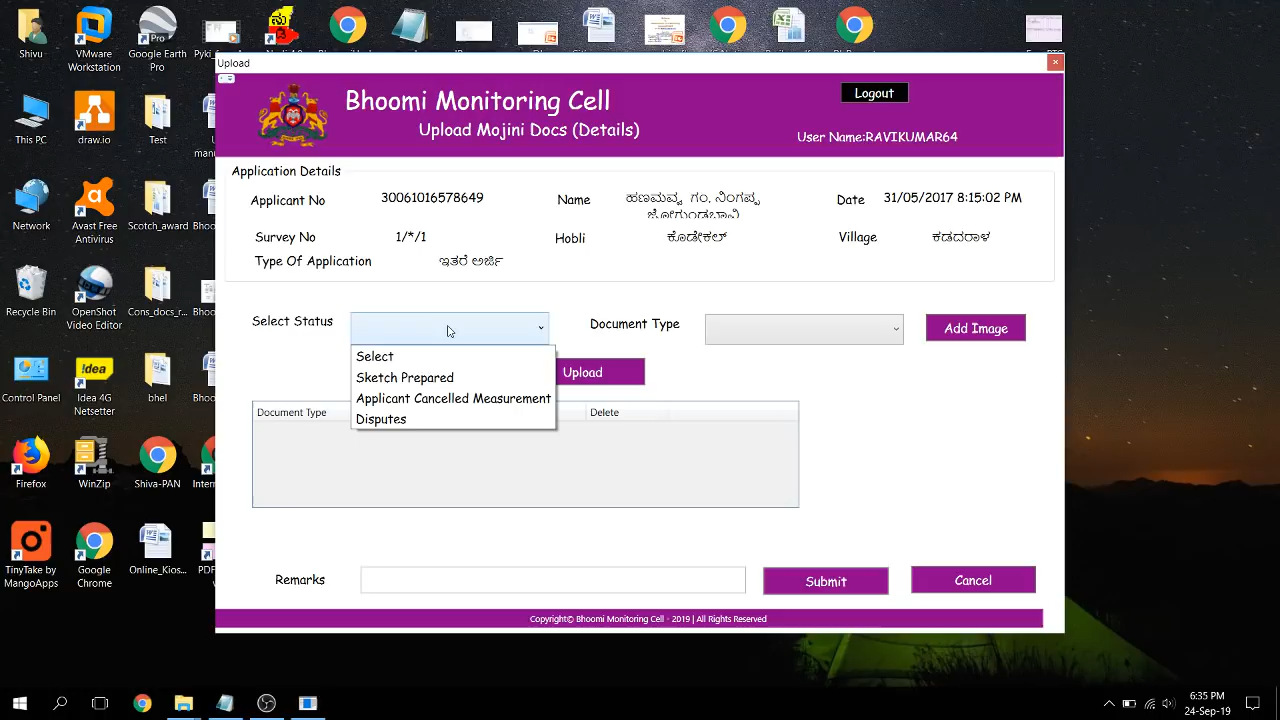 Shivu
VMware
Workstation
Google Earth
Pro
Upload
Bhoomi Monitoring Cell
Logout
Upload Mojini Docs (Details)
User Name:RAVIKUMAR64
Application Details
Applicant No 30061016578649 Name ಹಣಮವ್ವ ಗಂ. ನಿಂಗಪ್ಪ Date 31/05/2017 8:15:02 PM
ಜೋಗುಂಡಬಾವಿ
Survey No 1/*/1 Hobli ಕೊಡೇಕಲ್ Village ಕಡದರಾಳ
Type Of Application ಇತರೆ ಅರ್ಜಿ
Select Status Document Type Add Image
Select
Sketch Prepared
Applicant Cancelled Measurement
Disputes
Upload
Document Type Delete
Remarks Submit Cancel
Copyright© Bhoomi Monitoring Cell - 2019 | All Rights Reserved
This PC
draw.io
test
Network
Avast Free
Antivirus
Scotch_award
Recycle Bin
OpenShot
Video Editor
Cons_docs_r...
Control Panel
!dea
Idea 4G
Netsetter
bhel
Firefox
WinZip
Shiva-PAN
TinyTake by
MangoApps
Google
Chrome
Online_Kios...
6:35 PM
24-Sep-19